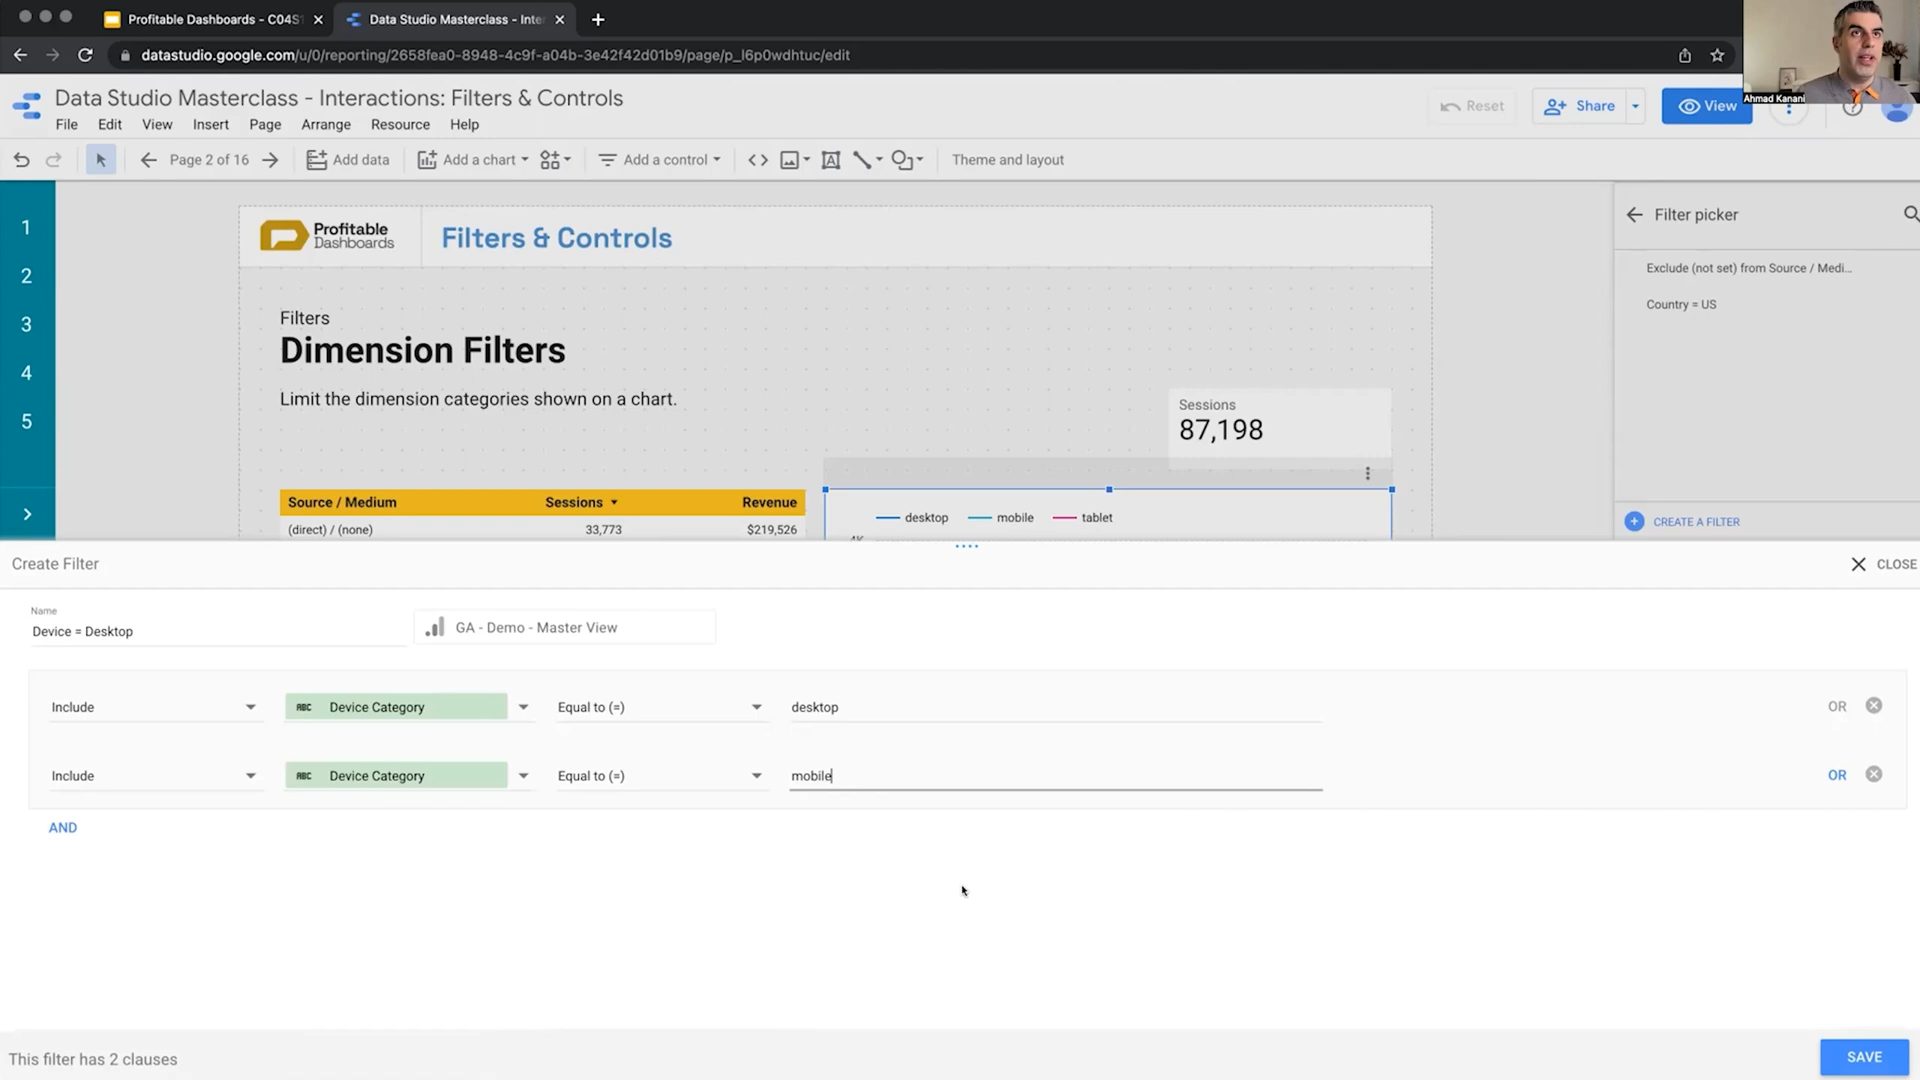 Profitable Dashboards - C04S
Data Studio Masterclass - Inte
datastudio.google.com/u/0/reporting/2658fea0-8948-4c9f-a04b-3e42f42d01b9/page/p_l6p0wdhtuc/edit
Ahmad Kanani
Data Studio Masterclass - Interactions: Filters & Controls
File Edit View Insert Page Arrange Resource Help
Reset
Share
View
Page 2 of 16
Add data
Add a chart
Add a control
Theme and layout
1
2
3
4
5
Profitable
Dashboards
Filters & Controls
Filters
Dimension Filters
Limit the dimension categories shown on a chart.
Sessions
87,198
Source / Medium Sessions Revenue
(direct) / (none) 33,773 $219,526
desktop mobile tablet
4K
Filter picker
Exclude (not set) from Source / Medi...
Country = US
CREATE A FILTER
Create Filter
CLOSE
Name
Device = Desktop
GA - Demo - Master View
Include ABC Device Category Equal to (=) desktop OR
Include ABC Device Category Equal to (=) mobile OR
AND
This filter has 2 clauses
SAVE